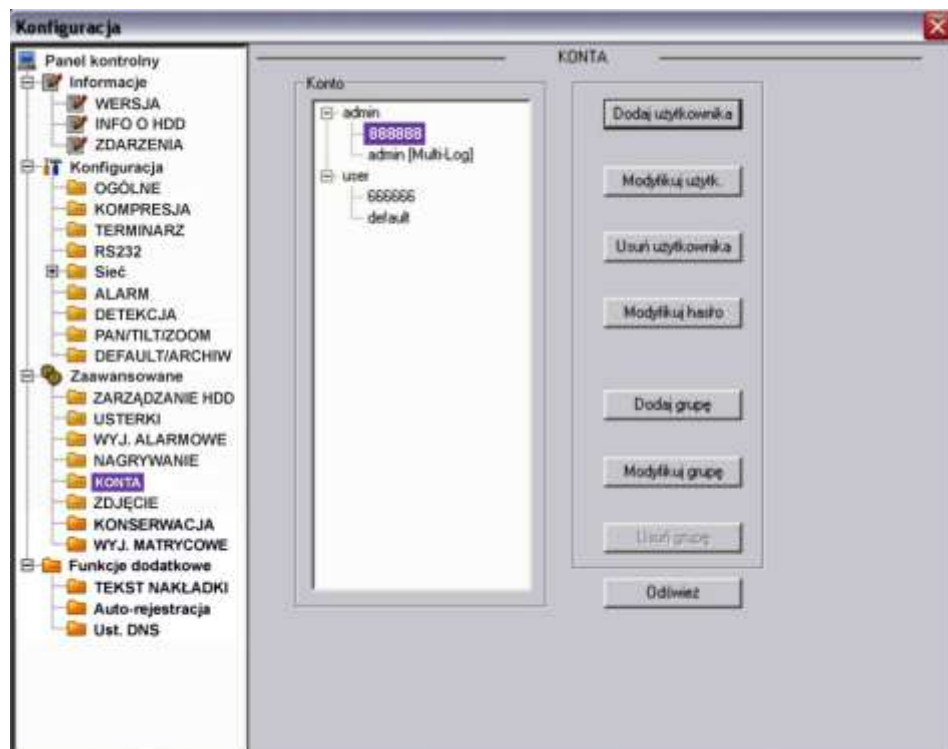 Konfiguracja
Panel kontrolny
Informacje
WERSJA
INFO O HDD
ZDARZENIA
Konfiguracja
OGÓLNE
KOMPRESJA
TERMINARZ
RS232
Sieć
ALARM
DETEKCJA
PAN/TILT/ZOOM
DEFAULT/ARCHIW
Zaawansowane
ZARZĄDZANIE HDD
USTERKI
WYJ. ALARMOWE
NAGRYWANIE
KONTA
ZDJĘCIE
KONSERWACJA
WYJ. MATRYCOWE
Funkcje dodatkowe
TEKST NAKŁADKI
Auto-rejestracja
Ust. DNS
KONTA
Konto
admin
888888
admin [Multi-Log]
user
666666
default
Dodaj użytkownika
Modyfikuj użytk.
Usuń użytkownika
Modyfikuj hasło
Dodaj grupę
Modyfikuj grupę
Usuń grupę
Odśwież